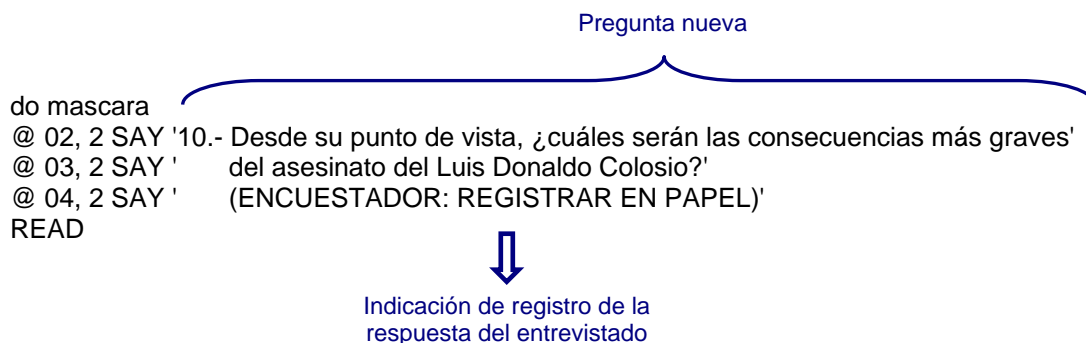 Pregunta nueva
do mascara
@ 02, 2 SAY '10.- Desde su punto de vista, ¿cuáles serán las consecuencias más graves'
@ 03, 2 SAY '       del asesinato del Luis Donaldo Colosio?'
@ 04, 2 SAY '       (ENCUESTADOR: REGISTRAR EN PAPEL)'
READ
Indicación de registro de la
respuesta del entrevistado